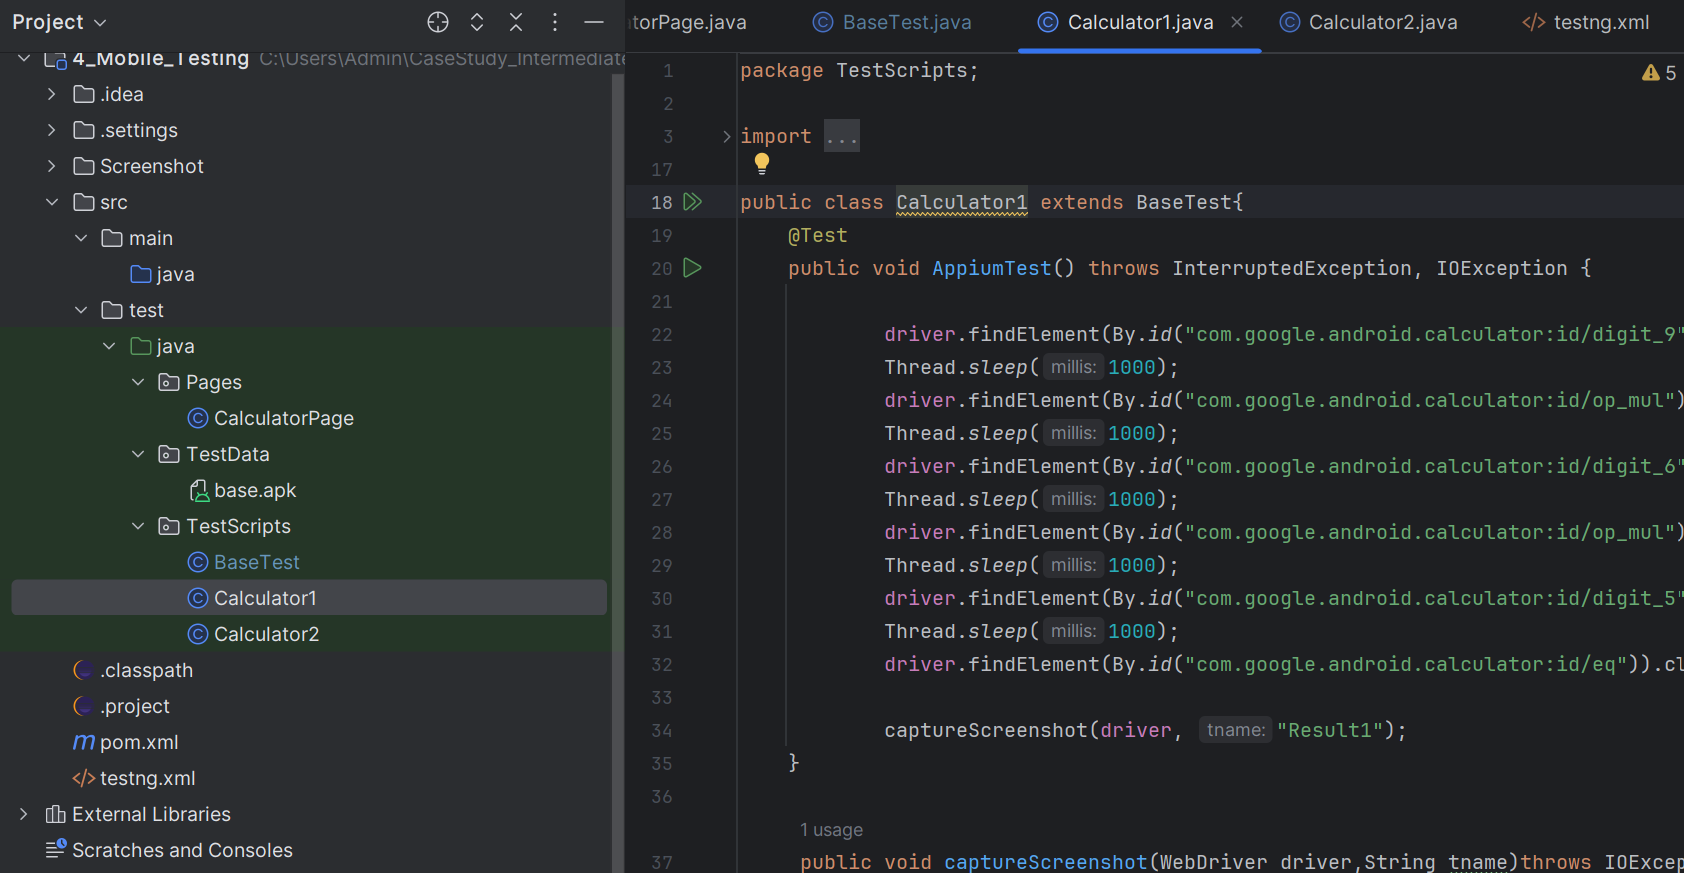 Project
4_Mobile_Testing C:\Users\Admin\CaseStudy_Intermediate
.idea
.settings
Screenshot
src
main
java
test
java
Pages
CalculatorPage
TestData
base.apk
TestScripts
BaseTest
Calculator1
Calculator2
.classpath
.project
pom.xml
testng.xml
External Libraries
Scratches and Consoles
torPage.java BaseTest.java Calculator1.java Calculator2.java testng.xml
1 package TestScripts;
5
2
3 import ...
17
18 public class Calculator1 extends BaseTest{
19 @Test
20 public void AppiumTest() throws InterruptedException, IOException {
21
22 driver.findElement(By.id("com.google.android.calculator:id/digit_9"
23 Thread.sleep( millis: 1000);
24 driver.findElement(By.id("com.google.android.calculator:id/op_mul")
25 Thread.sleep( millis: 1000);
26 driver.findElement(By.id("com.google.android.calculator:id/digit_6"
27 Thread.sleep( millis: 1000);
28 driver.findElement(By.id("com.google.android.calculator:id/op_mul")
29 Thread.sleep( millis: 1000);
30 driver.findElement(By.id("com.google.android.calculator:id/digit_5"
31 Thread.sleep( millis: 1000);
32 driver.findElement(By.id("com.google.android.calculator:id/eq")).cl
33
34 captureScreenshot(driver, tname: "Result1");
35 }
36
1 usage
37 public void captureScreenshot(WebDriver driver,String tname)throws IOExcep